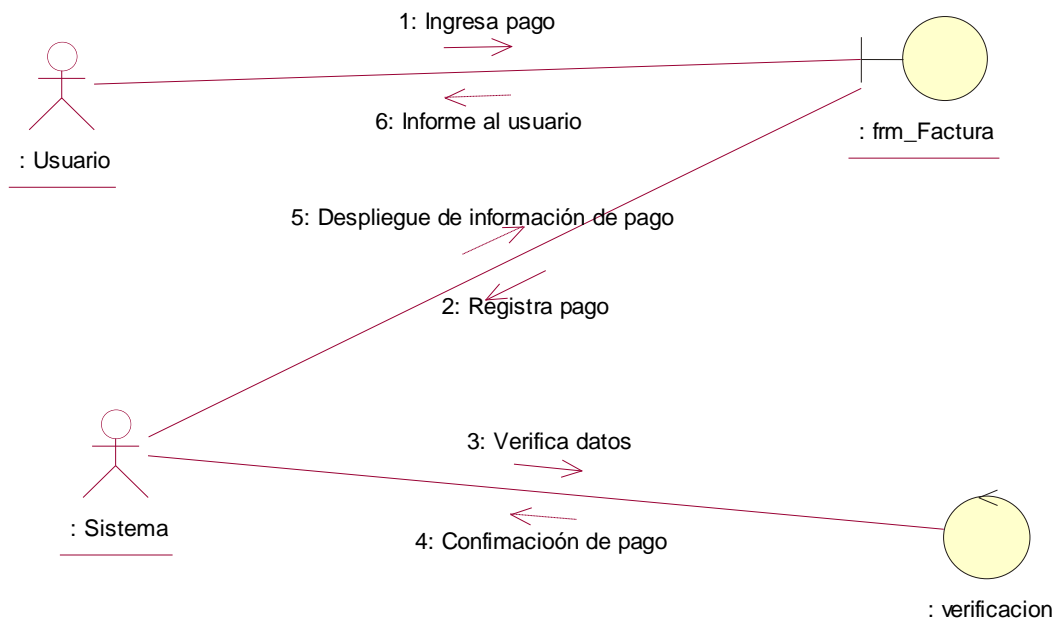 1: Ingresa pago
6: Informe al usuario
: Usuario
: frm_Factura
5: Despliegue de información de pago
2: Registra pago
3: Verifica datos
: Sistema
4: Confimacioón de pago
: verificacion